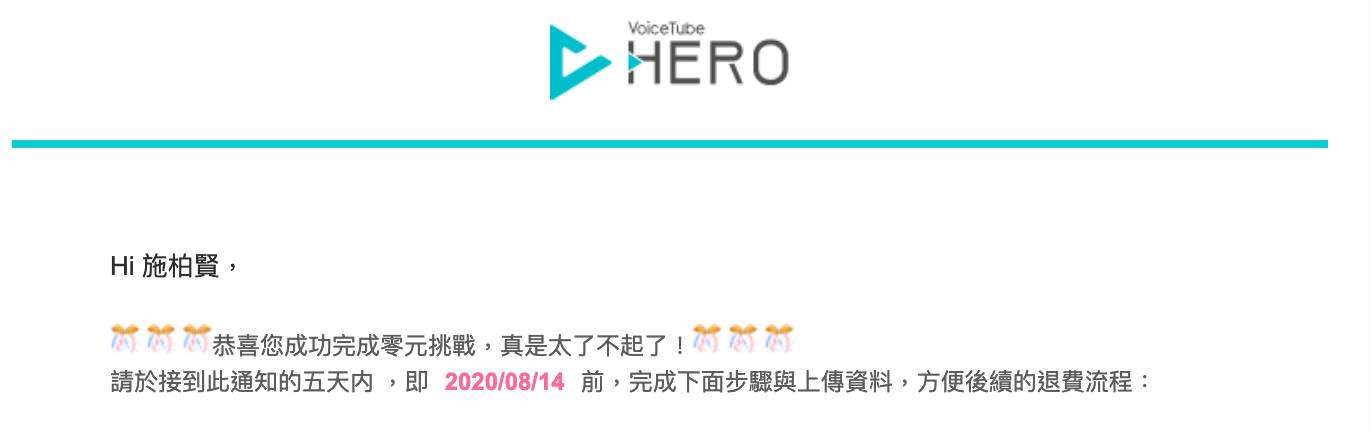 VoiceTube
HERO
Hi 施柏賢，
🎊🎊🎊恭喜您成功完成零元挑戰，真是太了不起了！🎊🎊🎊
請於接到此通知的五天內 ，即 2020/08/14 前，完成下面步驟與上傳資料，方便後續的退費流程：